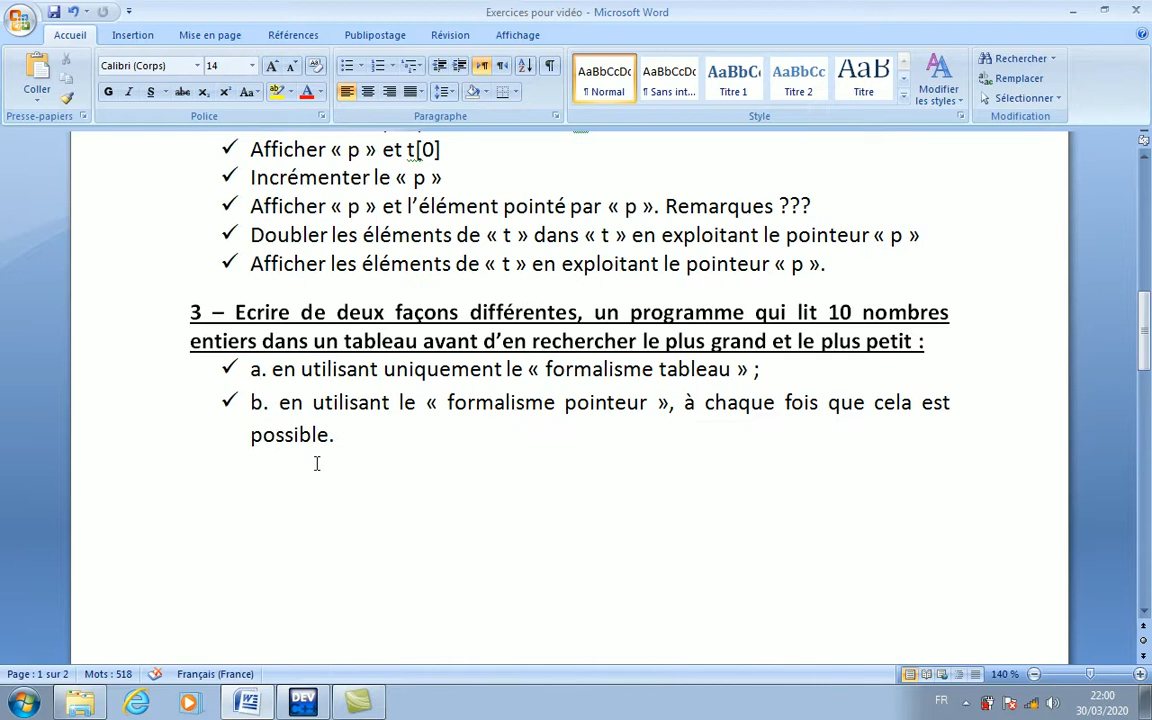 Exercices pour vidéo - Microsoft Word
Accueil Insertion Mise en page Références Publipostage Révision Affichage
Calibri (Corps) 14
Rechercher
Remplacer
Sélectionner
Coller
G I S abc x₂ x² Aa
AaBbCcDc AaBbCcDc AaBbC AaBbCc AaB
¶ Normal ¶ Sans int... Titre 1 Titre 2 Titre
Modifier les styles
Presse-papiers Police Paragraphe Style Modification
Afficher « p » et t[0]
Incrémenter le « p »
Afficher « p » et l'élément pointé par « p ». Remarques ???
Doubler les éléments de « t » dans « t » en exploitant le pointeur « p »
Afficher les éléments de « t » en exploitant le pointeur « p ».
3 – Ecrire de deux façons différentes, un programme qui lit 10 nombres
entiers dans un tableau avant d'en rechercher le plus grand et le plus petit :
a. en utilisant uniquement le « formalisme tableau » ;
b. en utilisant le « formalisme pointeur », à chaque fois que cela est
possible.
Page : 1 sur 2 Mots : 518 Français (France) 140 %
DEV C++
FR 22:00
30/03/2020